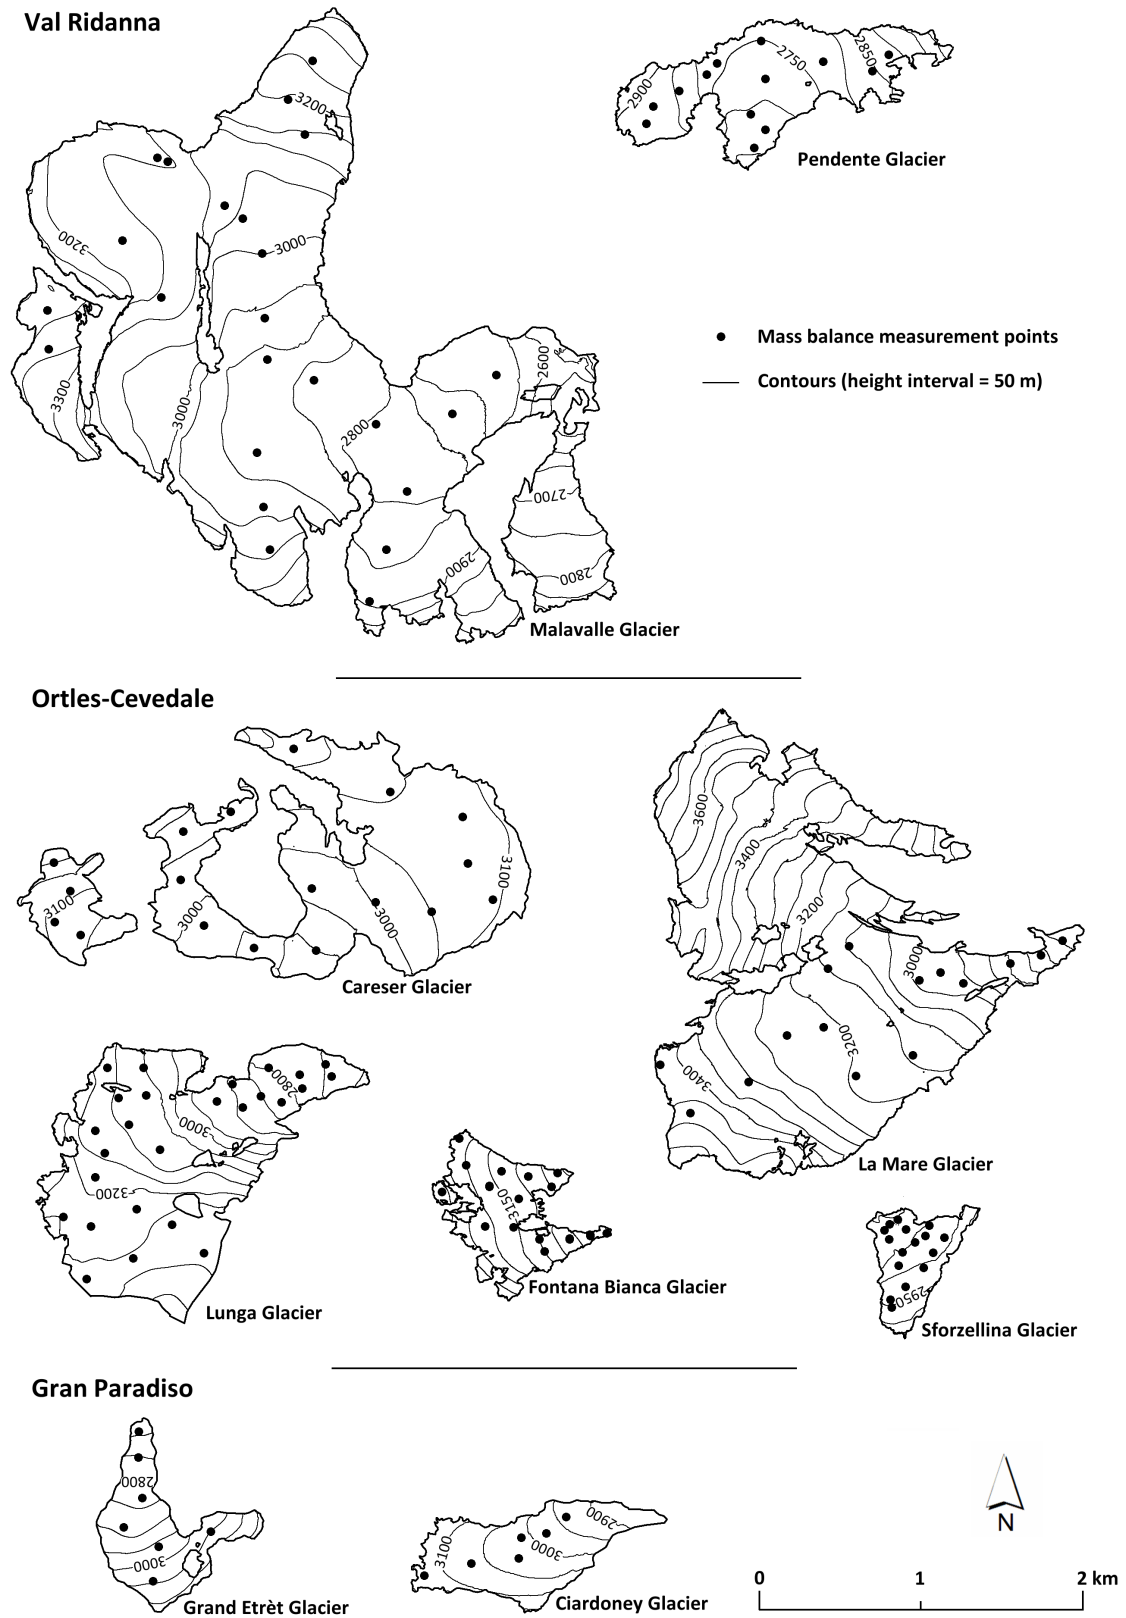 Val Ridanna
3200
2900
2750
2850
Pendente Glacier
3200
3000
Mass balance measurement points
Contours (height interval = 50 m)
3300
3000
2800
2600
2700
2900
2800
Malavalle Glacier
Ortles-Cevedale
3600
3400
3100
3100
3000
3000
3200
3000
Careser Glacier
3200
2800
3400
3000
3200
3150
La Mare Glacier
Fontana Bianca Glacier
2950
Lunga Glacier
Sforzellina Glacier
Gran Paradiso
2800
2900
3100
3000
3000
N
0 1 2 km
Grand Etrèt Glacier
Ciardoney Glacier